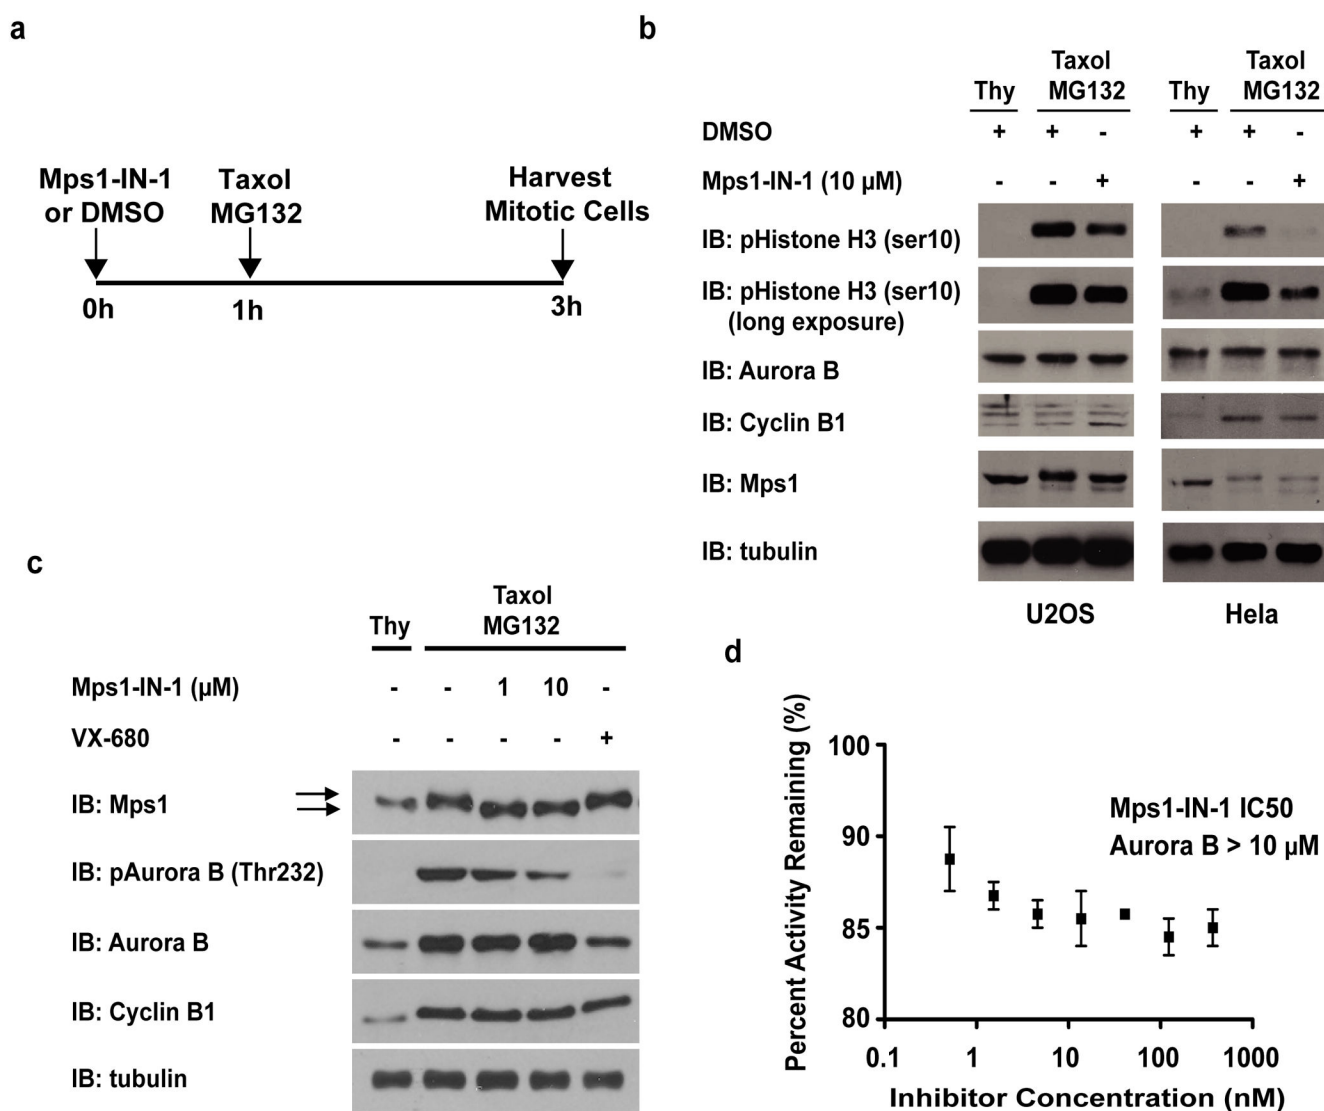 a
Mps1-IN-1
or DMSO
Taxol
MG132
Harvest
Mitotic Cells
0h
1h
3h
b
Taxol
Thy MG132
Taxol
Thy MG132
DMSO + + - + + -
Mps1-IN-1 (10 µM) - - + - - +
IB: pHistone H3 (ser10)
IB: pHistone H3 (ser10)
(long exposure)
IB: Aurora B
IB: Cyclin B1
IB: Mps1
IB: tubulin
U2OS Hela
c
Taxol
Thy MG132
Mps1-IN-1 (µM) - - 1 10 -
VX-680 - - - - +
IB: Mps1
IB: pAurora B (Thr232)
IB: Aurora B
IB: Cyclin B1
IB: tubulin
d
Percent Activity Remaining (%)
100
90
85
80
Mps1-IN-1 IC50
Aurora B > 10 µM
0.1 1 10 100 1000
Inhibitor Concentration (nM)